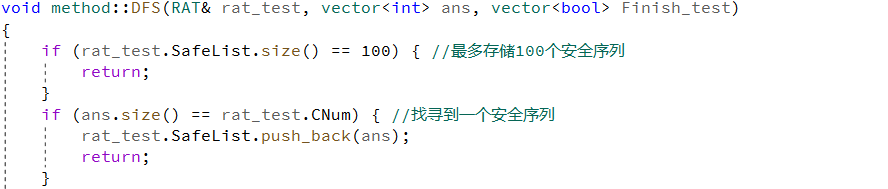 void method::DFS(RAT& rat_test, vector<int> ans, vector<bool> Finish_test)
{
    if (rat_test.SafeList.size() == 100) { //最多存储100个安全序列
        return;
    }
    if (ans.size() == rat_test.CNum) { //找寻到一个安全序列
        rat_test.SafeList.push_back(ans);
        return;
    }